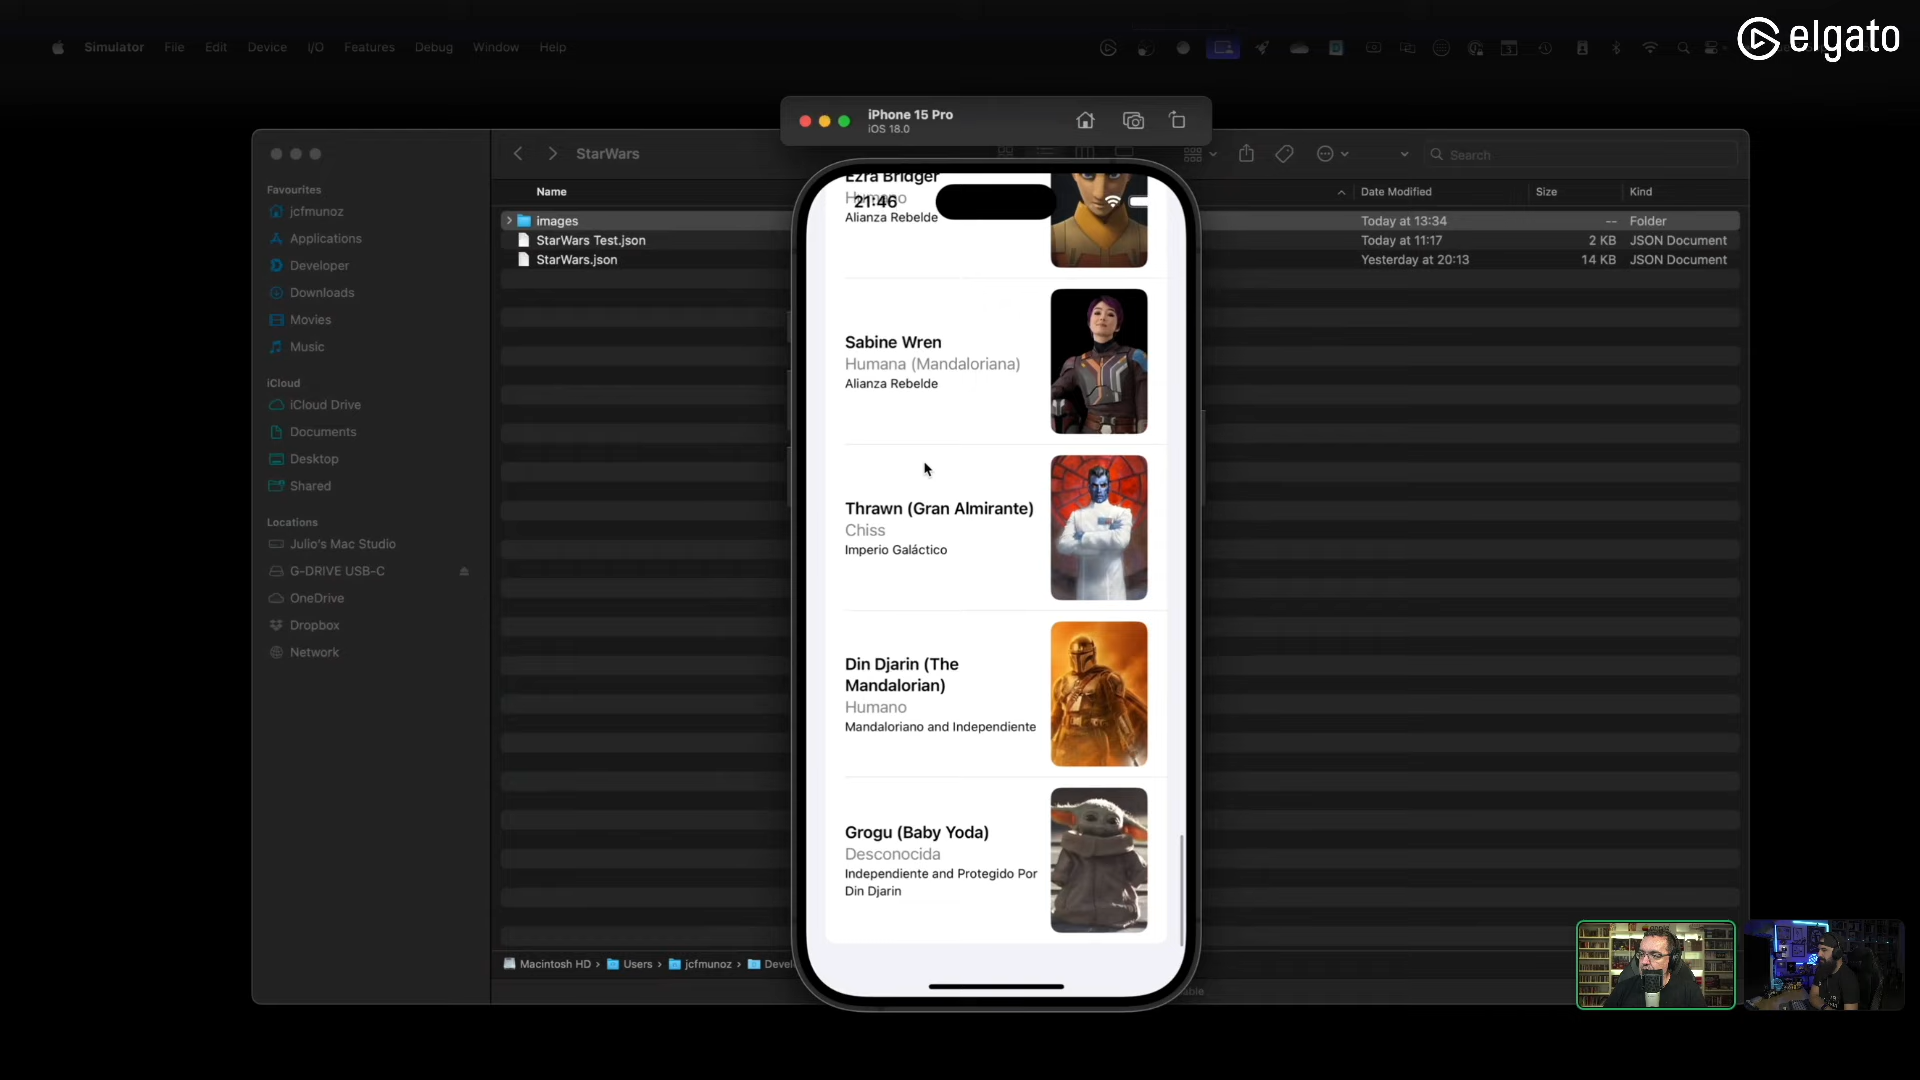 Simulator File Edit Device I/O Features Debug Window Help
elgato
iPhone 15 Pro
iOS 18.0
StarWars
Search
Favourites
jcfmunoz
Applications
Developer
Downloads
Movies
Music
iCloud
iCloud Drive
Documents
Desktop
Shared
Locations
Julio's Mac Studio
G-DRIVE USB-C
OneDrive
Dropbox
Network
Name Date Modified Size Kind
images Today at 13:34 -- Folder
StarWars Test.json Today at 11:17 2 KB JSON Document
StarWars.json Yesterday at 20:13 14 KB JSON Document
Macintosh HD › Users › jcfmunoz ›
Ezra Bridger
Humano
21:46
Alianza Rebelde
Sabine Wren
Humana (Mandaloriana)
Alianza Rebelde
Thrawn (Gran Almirante)
Chiss
Imperio Galáctico
Din Djarin (The
Mandalorian)
Humano
Mandaloriano and Independiente
Grogu (Baby Yoda)
Desconocida
Independiente and Protegido Por
Din Djarin